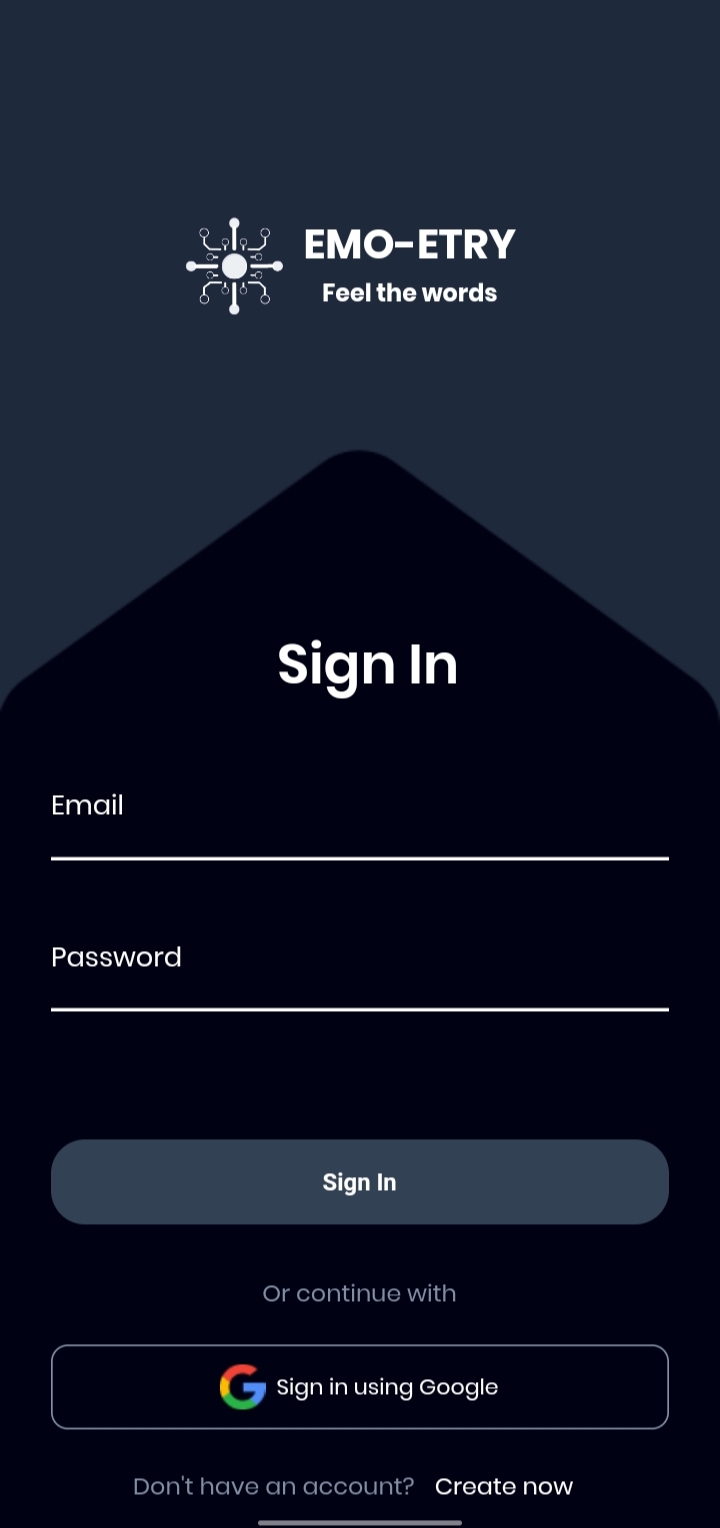 EMO-ETRY
Feel the words
Sign In
Email
Password
Sign In
Or continue with
Sign in using Google
Don't have an account? Create now